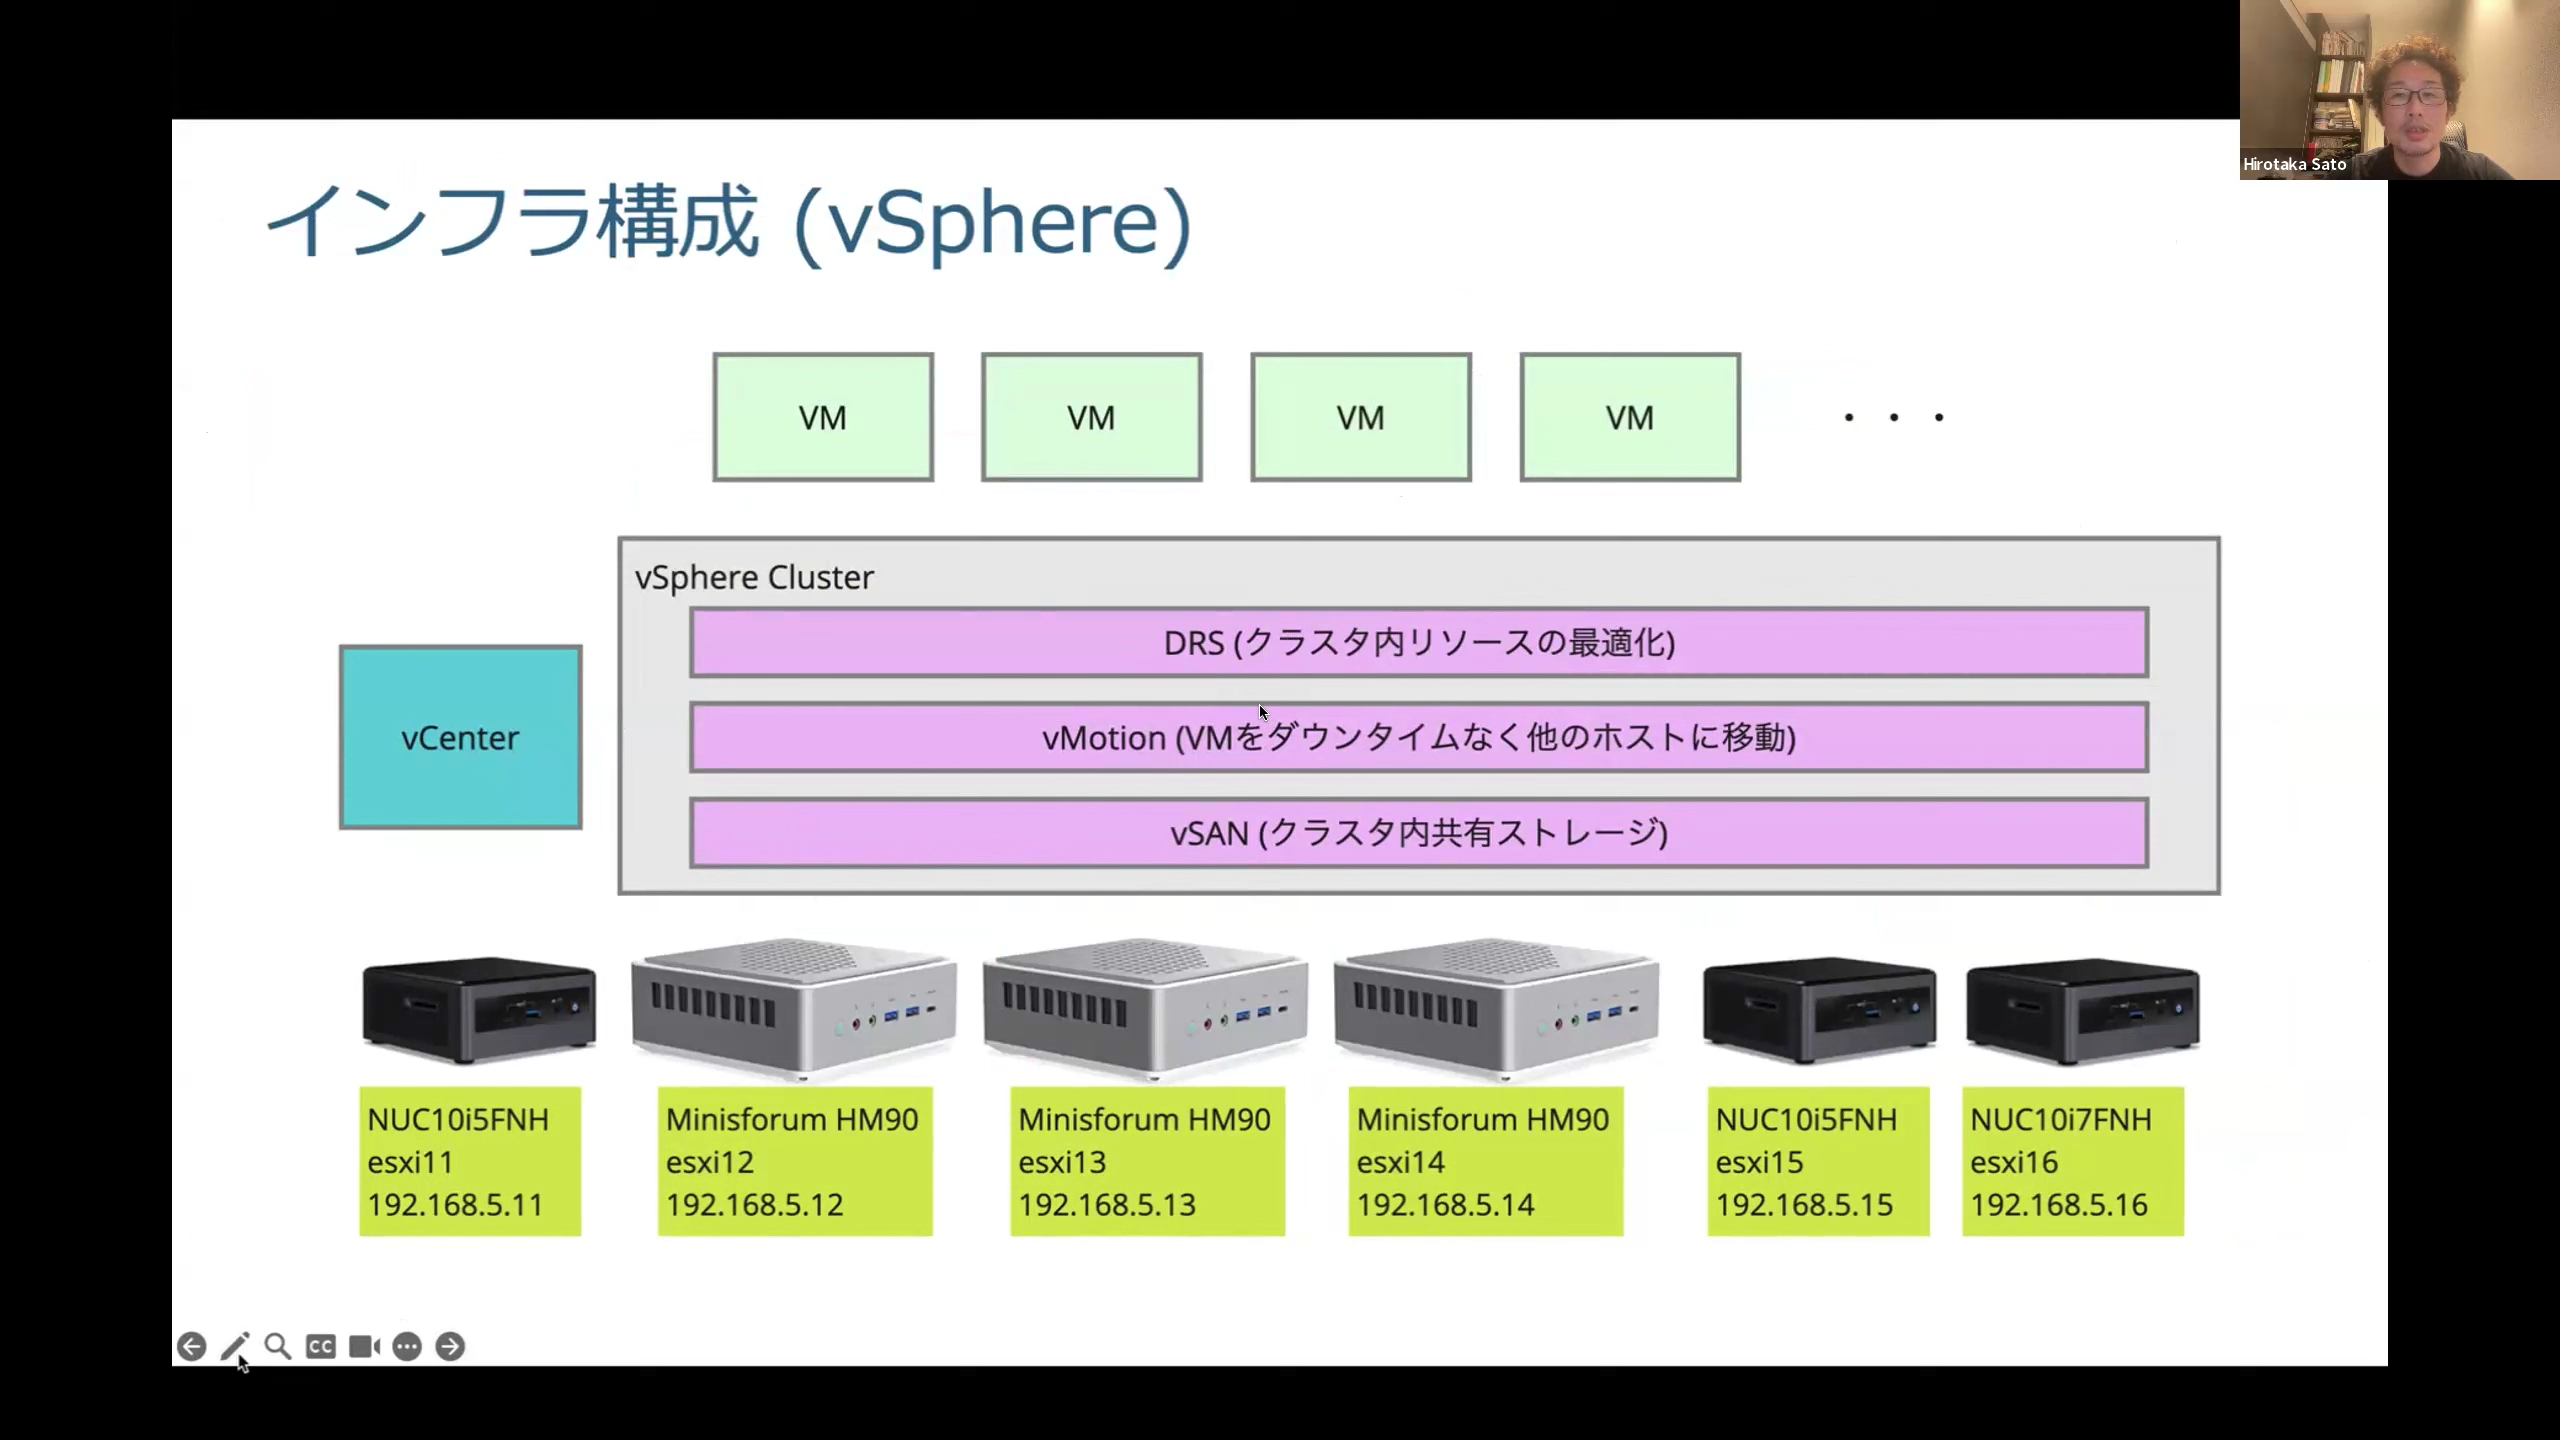 Hirotaka Sato
インフラ構成 (vSphere)
VM
VM
VM
VM
・・・
vSphere Cluster
DRS (クラスタ内リソースの最適化)
vCenter
vMotion (VMをダウンタイムなく他のホストに移動)
vSAN (クラスタ内共有ストレージ)
NUC10i5FNH
esxi11
192.168.5.11
Minisforum HM90
esxi12
192.168.5.12
Minisforum HM90
esxi13
192.168.5.13
Minisforum HM90
esxi14
192.168.5.14
NUC10i5FNH
esxi15
192.168.5.15
NUC10i7FNH
esxi16
192.168.5.16
CC